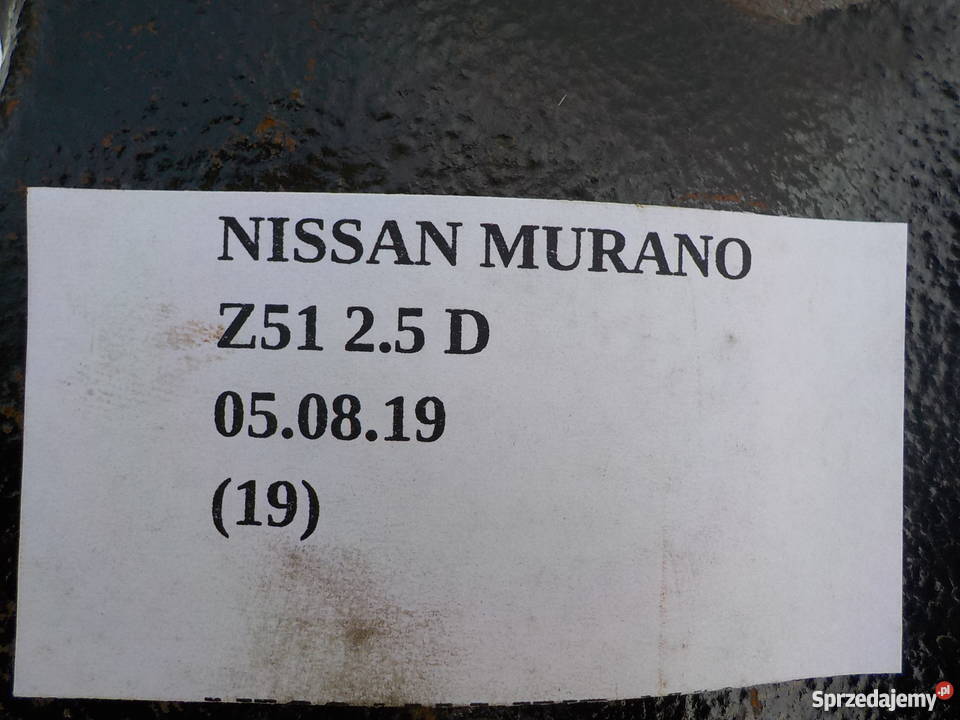 NISSAN MURANO
Z51 2.5 D
05.08.19
(19)
Sprzedajemy.pl